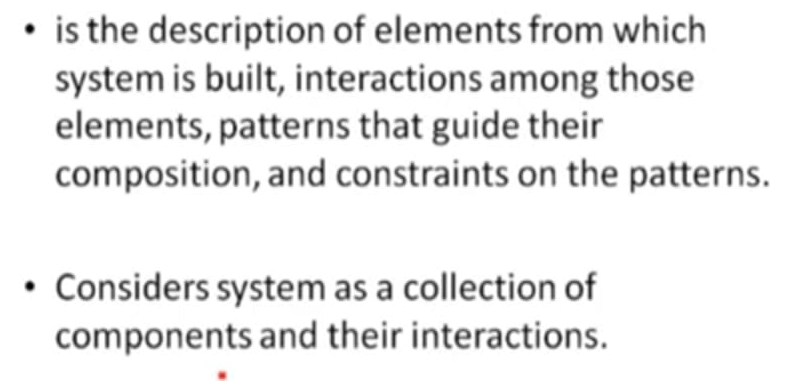 • is the description of elements from which
system is built, interactions among those
elements, patterns that guide their
composition, and constraints on the patterns.
• Considers system as a collection of
components and their interactions.